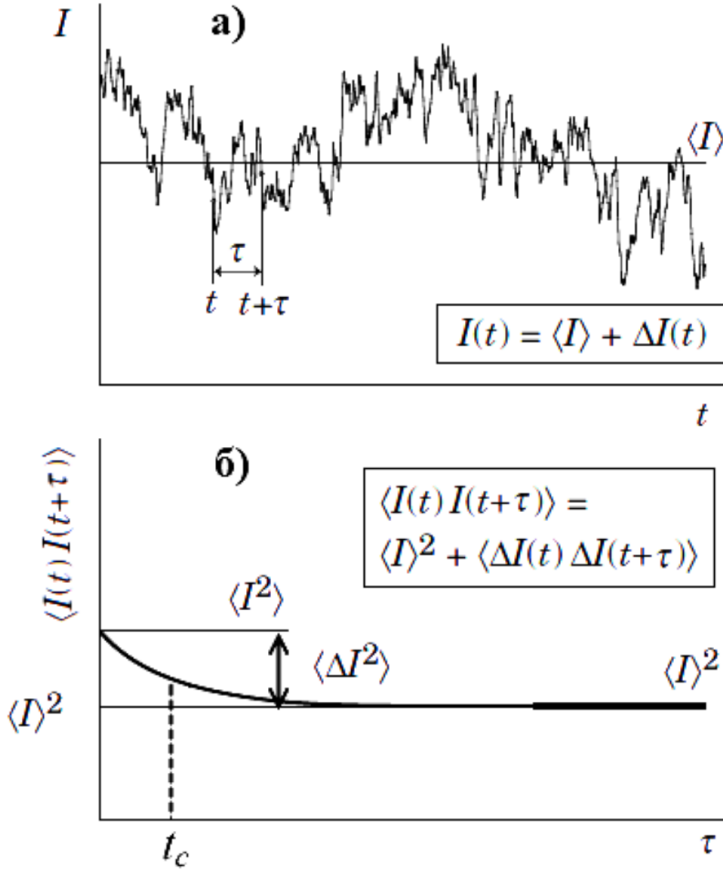 I
а)
⟨I⟩
τ
t
t+τ
I(t) = ⟨I⟩ + ΔI(t)
t
⟨I(t) I(t+τ)⟩
б)
⟨I(t) I(t+τ)⟩ =
⟨I⟩² + ⟨ΔI(t) ΔI(t+τ)⟩
⟨I²⟩
⟨ΔI²⟩
⟨I⟩²
⟨I⟩²
t_c
τ